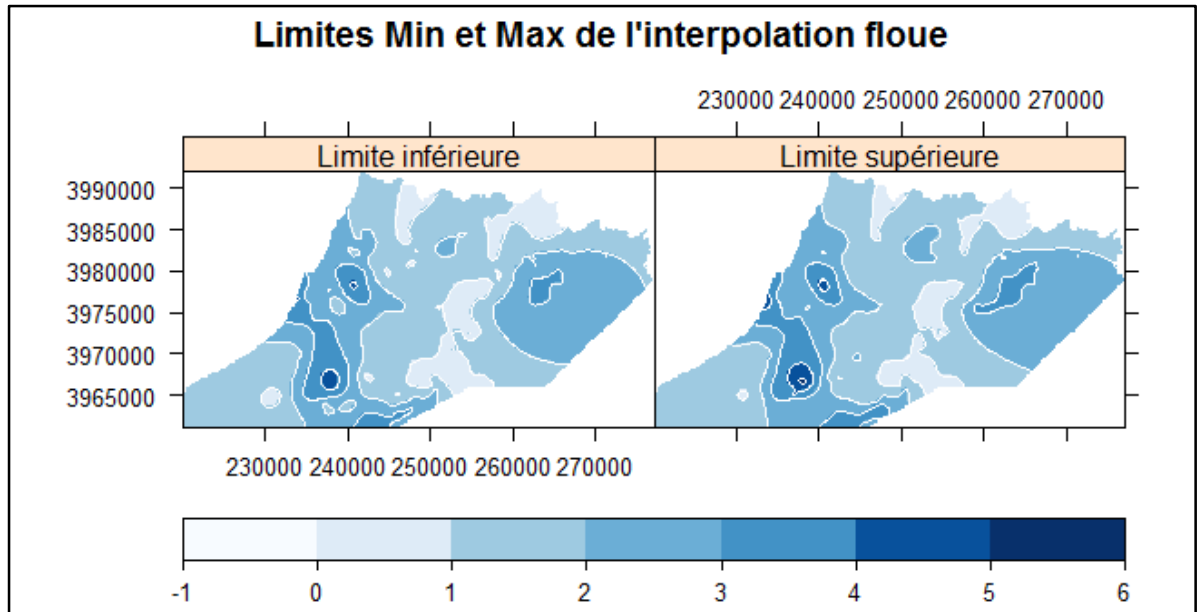 Limites Min et Max de l'interpolation floue
230000 240000 250000 260000 270000
Limite inférieure
Limite supérieure
3990000
3985000
3980000
3975000
3970000
3965000
230000 240000 250000 260000 270000
-1 0 1 2 3 4 5 6